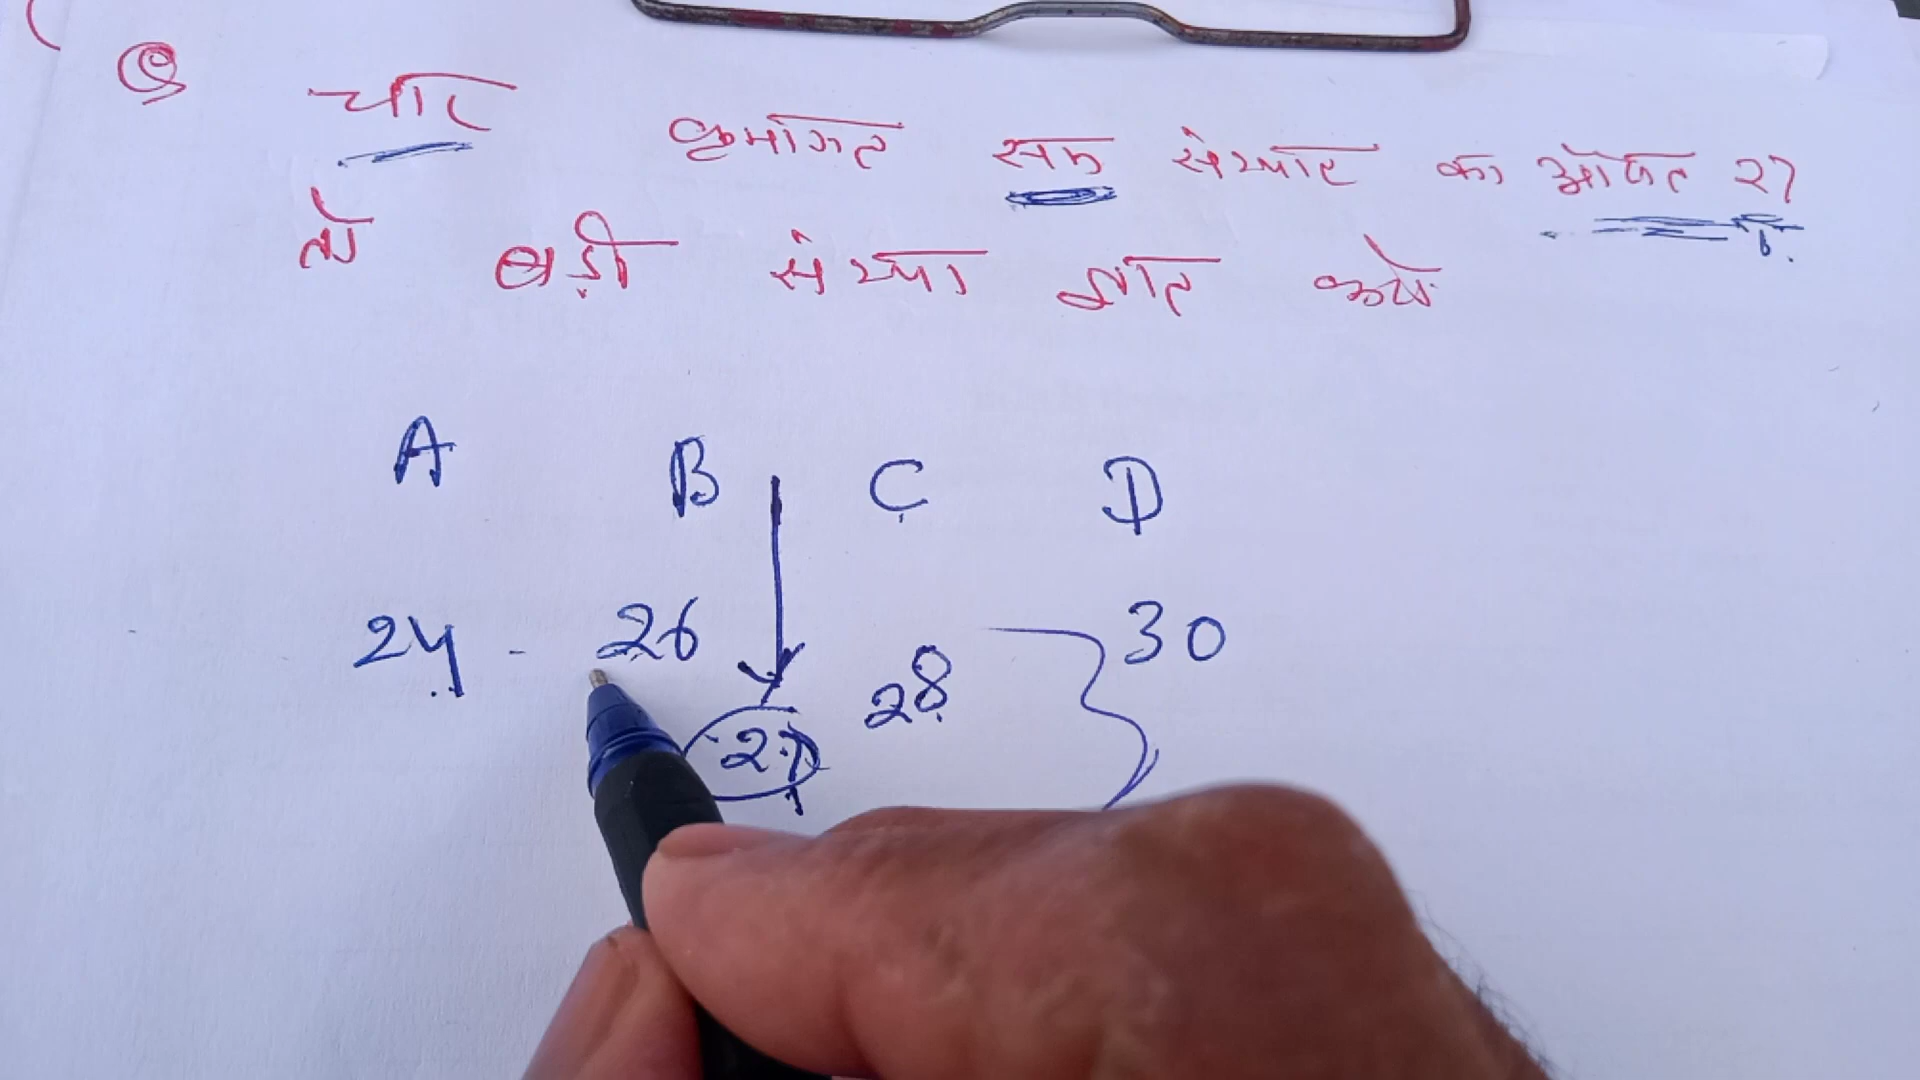 चार क्रमागत सम संख्याए का औसत 27
तो बड़ी संख्या ज्ञात करो
A B C D
24 - 26 28 30
27